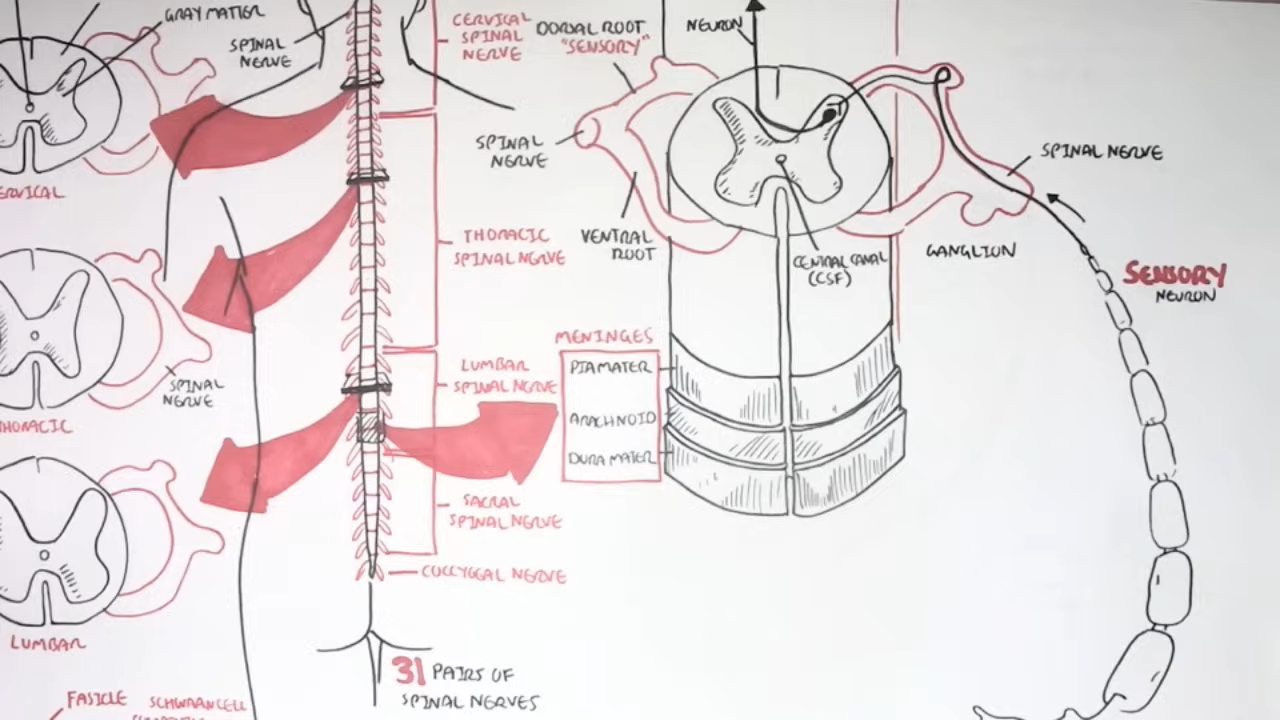 GRAY MATTER
SPINAL
NERVE
CERVICAL
SPINAL
NERVE
DORSAL ROOT
"SENSORY"
NEURON
SPINAL
NERVE
SPINAL NERVE
ERVICAL
THORACIC
SPINAL NERVE
VENTRAL
ROOT
CENTRAL CANAL
(CSF)
GANGLION
SENSORY
NEURON
MENINGES
PIA MATER
ARACHNOID
DURA MATER
LUMBAR
SPINAL NERVE
SPINAL
NERVE
HORACIC
SACRAL
SPINAL NERVE
COCCYGEAL NERVE
LUMBAR
31 PAIRS OF
SPINAL NERVES
FASICLE
SCHWAAN CELL